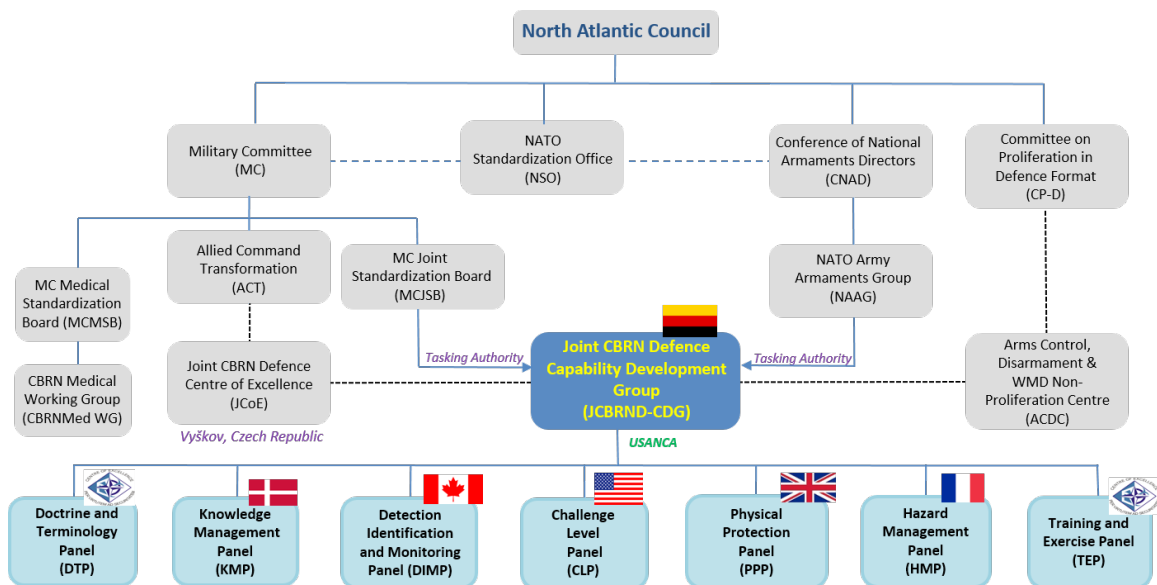 North Atlantic Council
Military Committee
(MC)
NATO
Standardization Office
(NSO)
Conference of National
Armaments Directors
(CNAD)
Committee on
Proliferation in
Defence Format
(CP-D)
MC Medical
Standardization
Board (MCMSB)
Allied Command
Transformation
(ACT)
MC Joint
Standardization Board
(MCJSB)
NATO Army
Armaments Group
(NAAG)
CBRN Medical
Working Group
(CBRNMed WG)
Joint CBRN Defence
Centre of Excellence
(JCoE)
Vyškov, Czech Republic
Tasking Authority
Joint CBRN Defence
Capability Development
Group
(JCBRND-CDG)
Tasking Authority
Arms Control,
Disarmament &
WMD Non-
Proliferation Centre
(ACDC)
USANCA
Doctrine and
Terminology
Panel
(DTP)
Knowledge
Management
Panel
(KMP)
Detection
Identification
and Monitoring
Panel (DIMP)
Challenge
Level
Panel
(CLP)
Physical
Protection
Panel
(PPP)
Hazard
Management
Panel
(HMP)
Training and
Exercise Panel
(TEP)